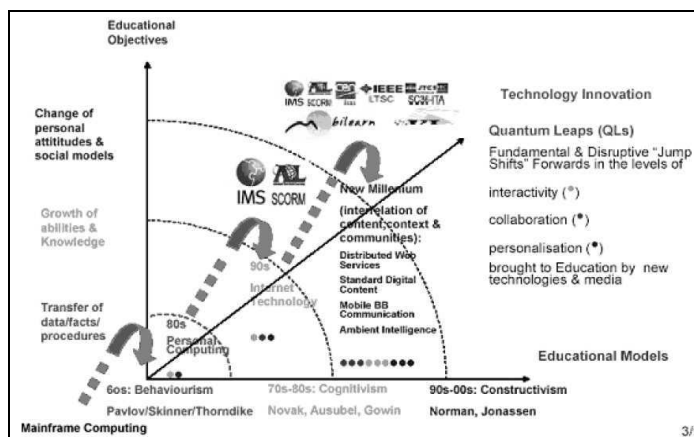 Educational
Objectives
Change of
personal
attitudes &
social models
Growth of
abilities &
Knowledge
Transfer of
data/facts/
procedures
IMS
SCORM
IMS
SCORM
IEEE
LTSC
SC36-ITA
bilearn
Technology Innovation
Quantum Leaps (QLs)
Fundamental & Disruptive “Jump
Shifts” Forwards in the levels of
interactivity (●)
collaboration (●)
personalisation (●)
brought to Education by new
technologies & media
New Millenium
(interrelation of
content,context &
communities):
Distributed Web
Services
Standard Digital
Content
Mobile BB
Communication
Ambient Intelligence
90s
Internet
Technology
80s
Personal
Computing
Educational Models
6os: Behaviourism
Pavlov/Skinner/Thorndike
70s-80s: Cognitivism
Novak, Ausubel, Gowin
90s-00s: Constructivism
Norman, Jonassen
Mainframe Computing
3/